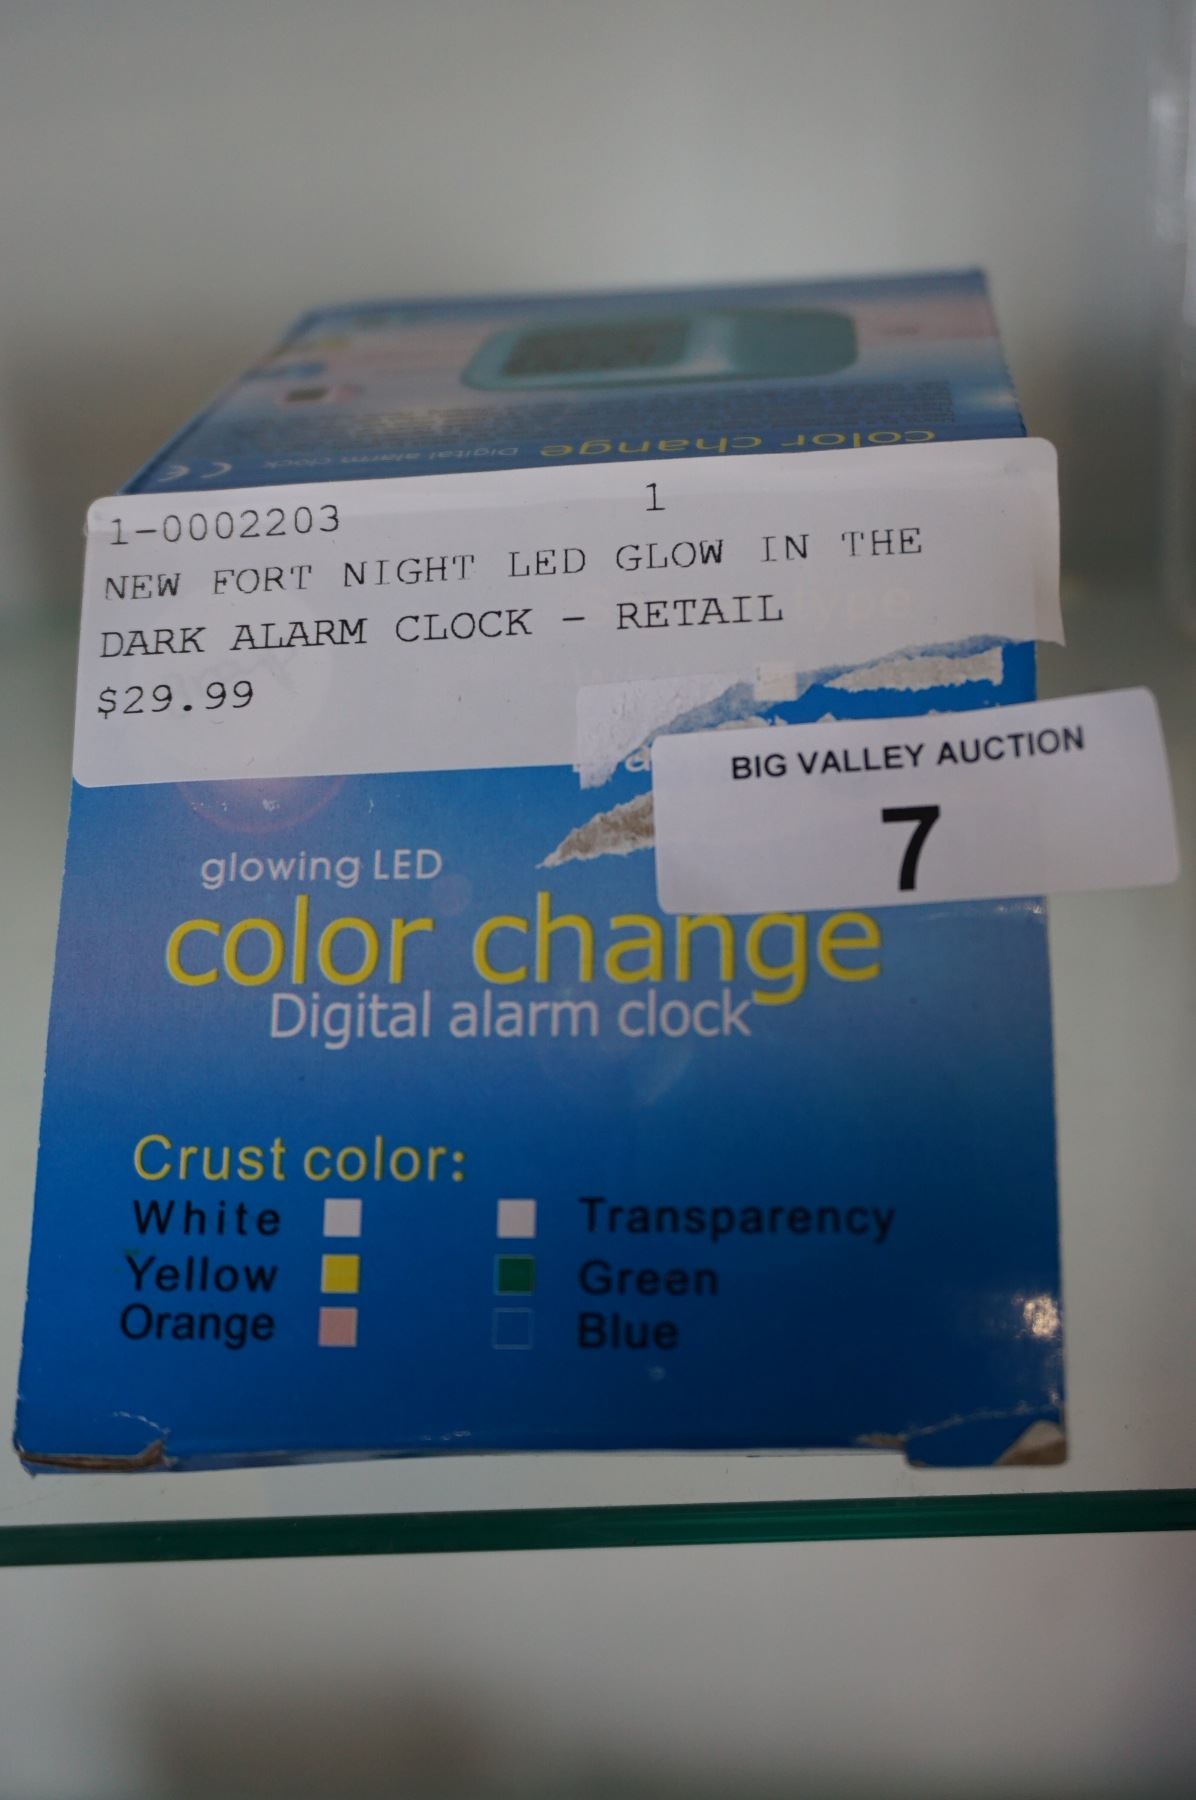 color change
Digital alarm clock
CE
1-0002203 1
NEW FORT NIGHT LED GLOW IN THE
DARK ALARM CLOCK - RETAIL
$29.99
BIG VALLEY AUCTION
7
glowing LED
color change
Digital alarm clock
Crust color:
White Transparency
Yellow Green
Orange Blue